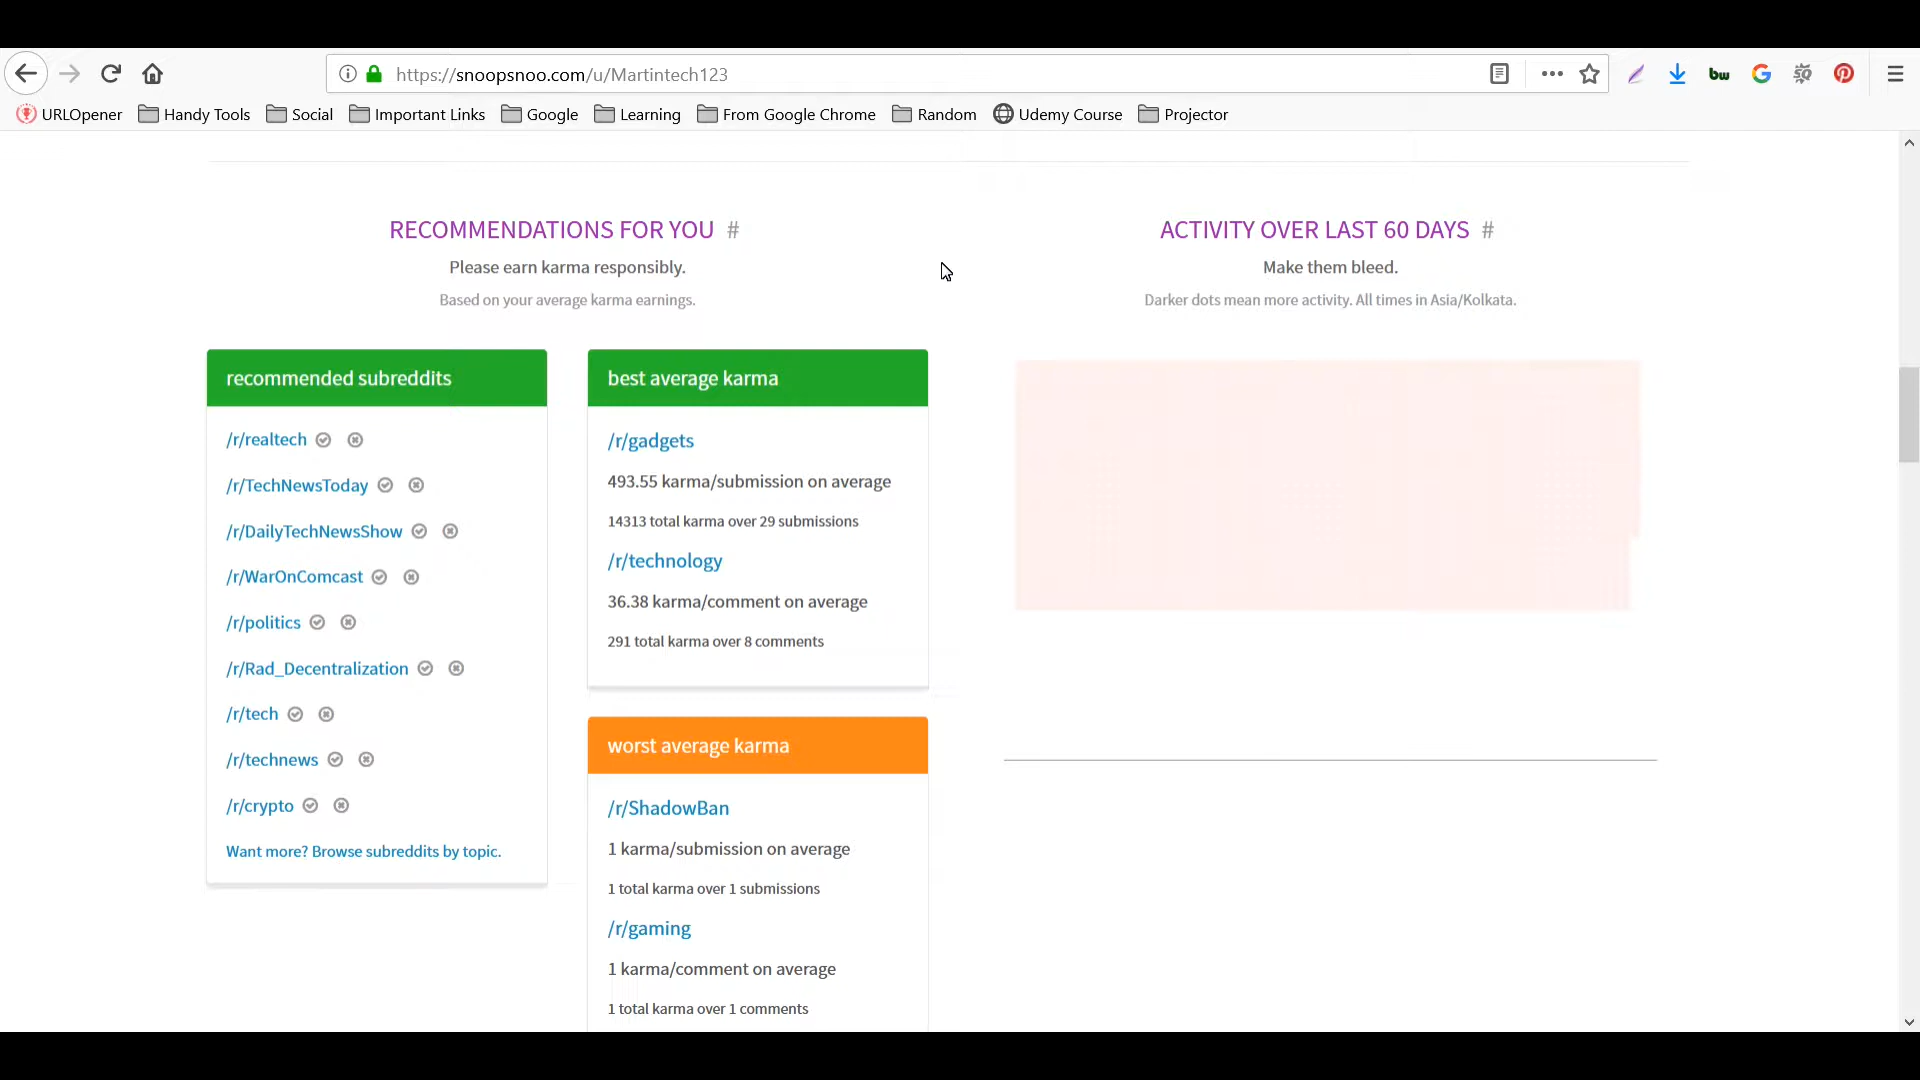 https://snoopsnoo.com/u/Martintech123
bw
URLOpener Handy Tools Social Important Links Google Learning From Google Chrome Random Udemy Course Projector
RECOMMENDATIONS FOR YOU #
Please earn karma responsibly.
Based on your average karma earnings.
recommended subreddits
/r/realtech
/r/TechNewsToday
/r/DailyTechNewsShow
/r/WarOnComcast
/r/politics
/r/Rad_Decentralization
/r/tech
/r/technews
/r/crypto
Want more? Browse subreddits by topic.
best average karma
/r/gadgets
493.55 karma/submission on average
14313 total karma over 29 submissions
/r/technology
36.38 karma/comment on average
291 total karma over 8 comments
worst average karma
/r/ShadowBan
1 karma/submission on average
1 total karma over 1 submissions
/r/gaming
1 karma/comment on average
1 total karma over 1 comments
ACTIVITY OVER LAST 60 DAYS #
Make them bleed.
Darker dots mean more activity. All times in Asia/Kolkata.